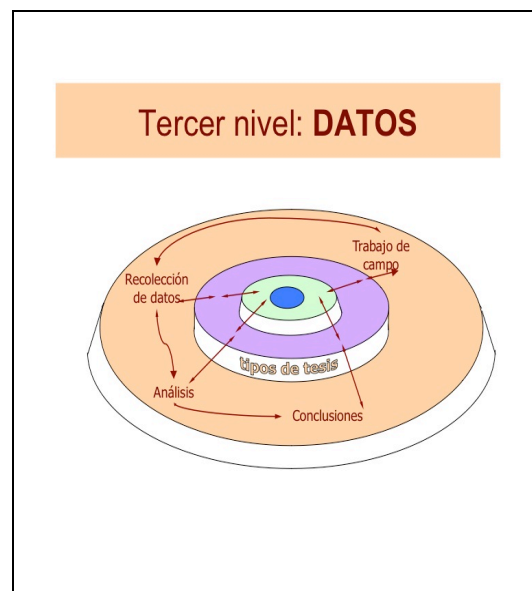 Tercer nivel: DATOS
Trabajo de
campo
Recolección
de datos
tipos de tesis
Análisis
Conclusiones